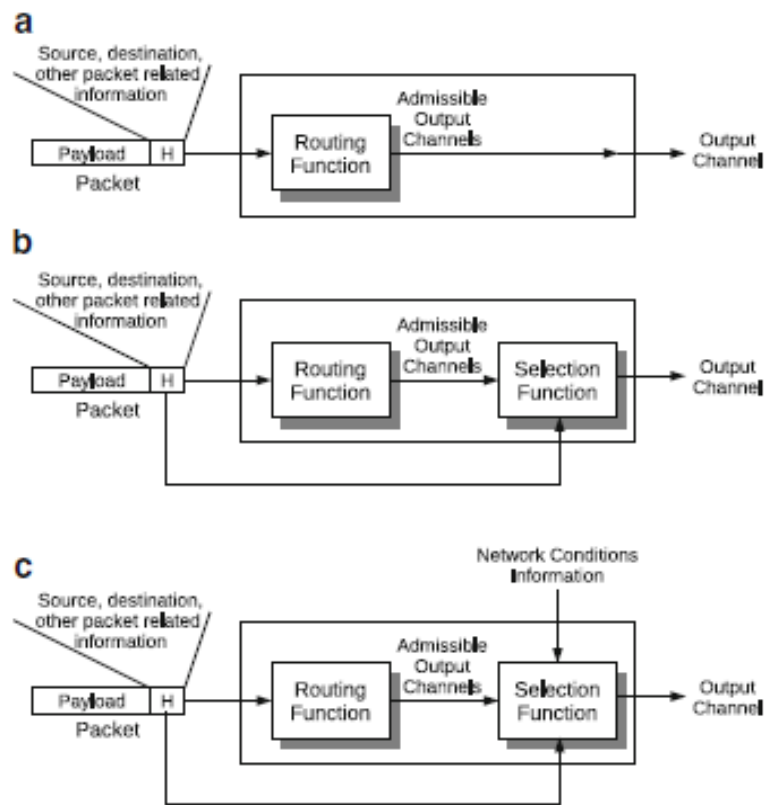 a
Source, destination,
other packet related
information
Payload
H
Packet
Routing
Function
Admissible
Output
Channels
Output
Channel
b
Source, destination,
other packet related
information
Payload
H
Packet
Routing
Function
Admissible
Output
Channels
Selection
Function
Output
Channel
c
Network Conditions
Information
Source, destination,
other packet related
information
Payload
H
Packet
Routing
Function
Admissible
Output
Channels
Selection
Function
Output
Channel